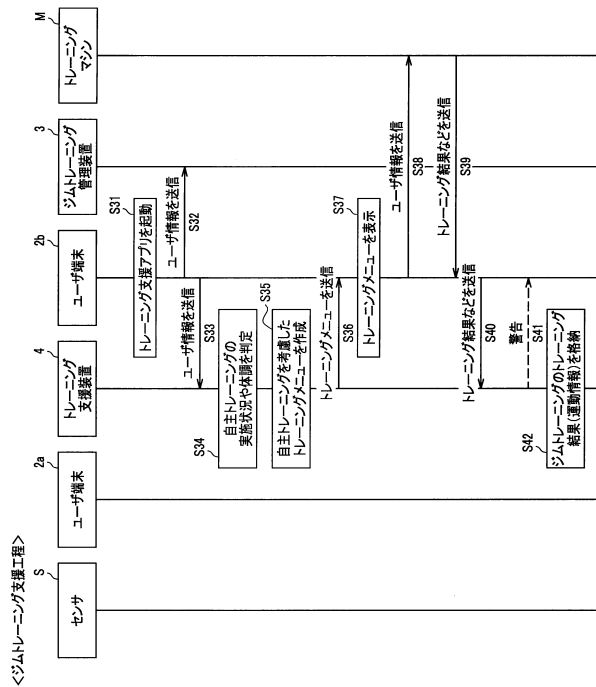 <ジムトレーニング支援工程>
S
センサ
2a
ユーザ端末
4
トレーニング
支援装置
2b
ユーザ端末
3
ジムトレーニング
管理装置
M
トレーニング
マシン
S31
トレーニング支援アプリを起動
ユーザ情報を送信
S32
ユーザ情報を送信
S33
S34
自主トレーニングの
実施状況や体調を判定
S35
自主トレーニングを考慮した
トレーニングメニューを作成
トレーニングメニューを送信
S36
S37
トレーニングメニューを表示
ユーザ情報を送信
S38
トレーニング結果などを送信
S39
トレーニング結果などを送信
S40
警告
S41
S42
ジムトレーニングのトレーニング
結果(運動情報)を格納